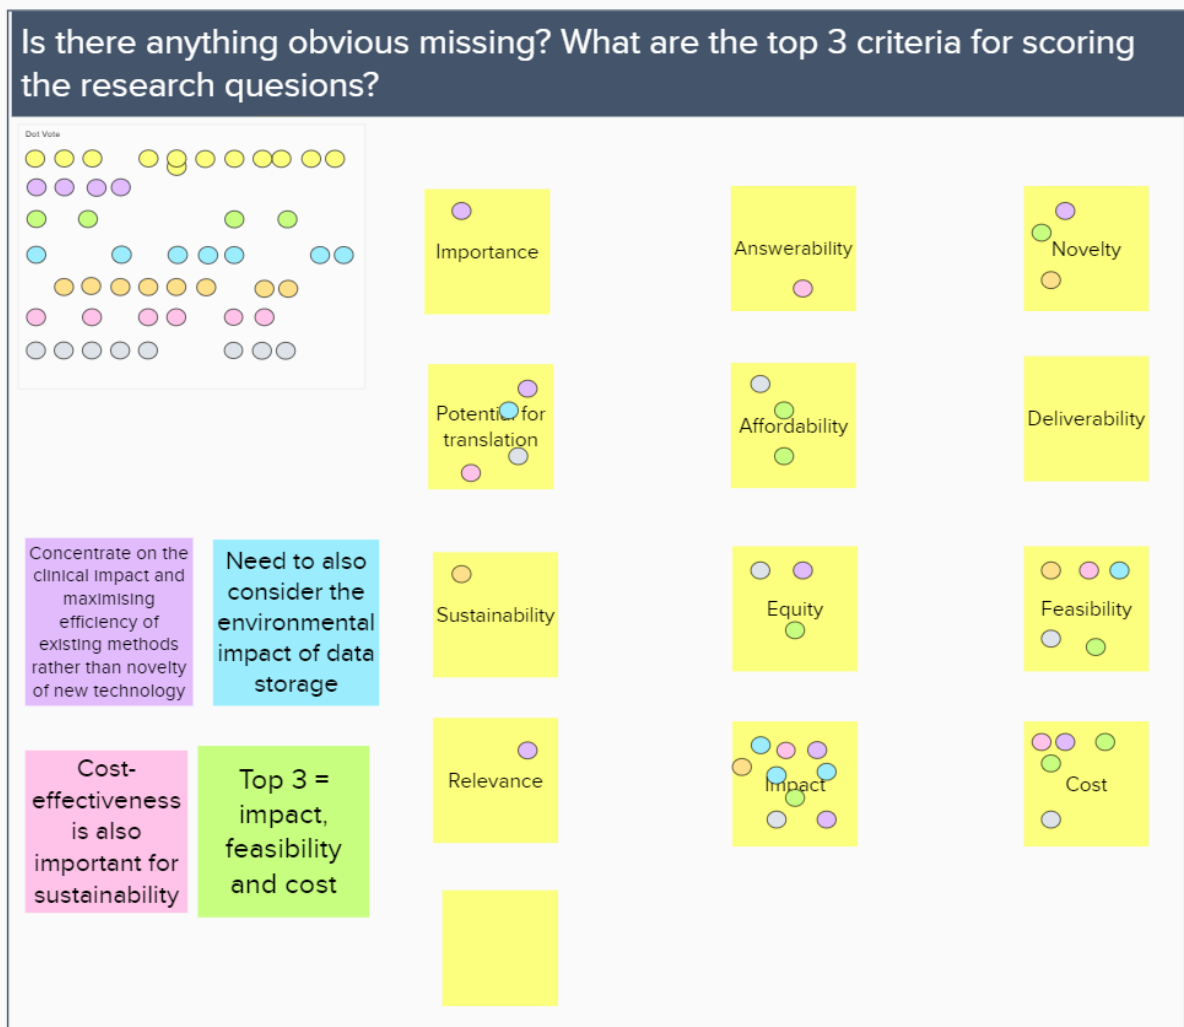 Is there anything obvious missing? What are the top 3 criteria for scoring
the research quesions?
Dot Vote
Importance
Answerability
Novelty
Potential for
translation
Affordability
Deliverability
Concentrate on the
clinical impact and
maximising
efficiency of
existing methods
rather than novelty
of new technology
Need to also
consider the
environmental
impact of data
storage
Sustainability
Equity
Feasibility
Cost-
effectiveness
is also
important for
sustainability
Top 3 =
impact,
feasibility
and cost
Relevance
Impact
Cost